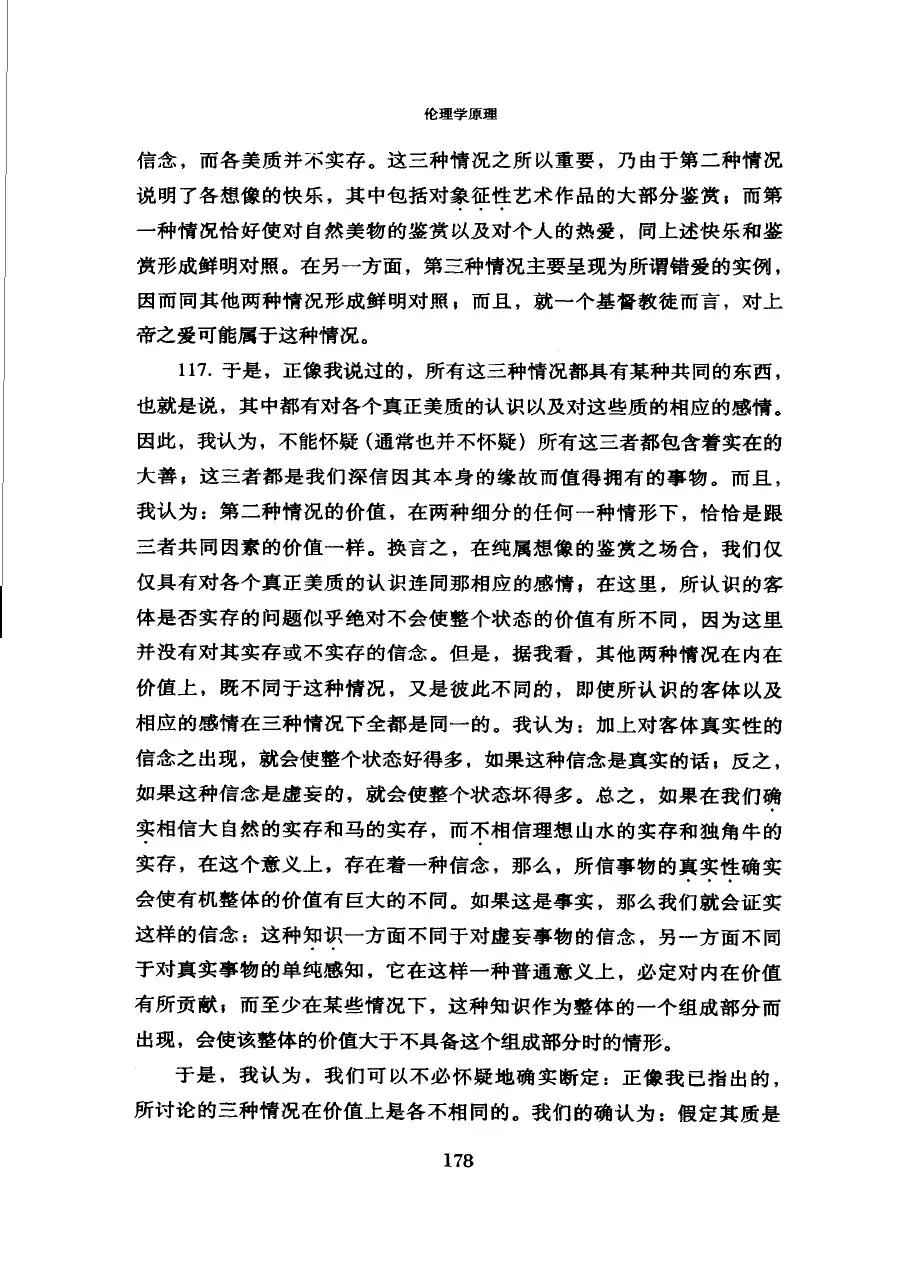 伦理学原理
信念，而各美质并不实存。这三种情况之所以重要，乃由于第二种情况
说明了各想像的快乐，其中包括对象征性艺术作品的大部分鉴赏；而第
一种情况恰好使对自然美物的鉴赏以及对个人的热爱，同上述快乐和鉴
赏形成鲜明对照。在另一方面，第三种情况主要呈现为所谓错爱的实例，
因而同其他两种情况形成鲜明对照；而且，就一个基督教徒而言，对上
帝之爱可能属于这种情况。
117. 于是，正像我说过的，所有这三种情况都具有某种共同的东西，
也就是说，其中都有对各个真正美质的认识以及对这些质的相应的感情。
因此，我认为，不能怀疑（通常也并不怀疑）所有这三者都包含着实在的
大善；这三者都是我们深信因其本身的缘故而值得拥有的事物。而且，
我认为：第二种情况的价值，在两种细分的任何一种情形下，恰恰是跟
三者共同因素的价值一样。换言之，在纯属想像的鉴赏之场合，我们仅
仅具有对各个真正美质的认识连同那相应的感情；在这里，所认识的客
体是否实存的问题似乎绝对不会使整个状态的价值有所不同，因为这里
并没有对其实存或不实存的信念。但是，据我看，其他两种情况在内在
价值上，既不同于这种情况，又是彼此不同的，即使所认识的客体以及
相应的感情在三种情况下全都是同一的。我认为：加上对客体真实性的
信念之出现，就会使整个状态好得多，如果这种信念是真实的话；反之，
如果这种信念是虚妄的，就会使整个状态坏得多。总之，如果在我们确
实相信大自然的实存和马的实存，而不相信理想山水的实存和独角牛的
实存，在这个意义上，存在着一种信念，那么，所信事物的真实性确实
会使有机整体的价值有巨大的不同。如果这是事实，那么我们就会证实
这样的信念：这种知识一方面不同于对虚妄事物的信念，另一方面不同
于对真实事物的单纯感知，它在这样一种普通意义上，必定对内在价值
有所贡献；而至少在某些情况下，这种知识作为整体的一个组成部分而
出现，会使该整体的价值大于不具备这个组成部分时的情形。
于是，我认为，我们可以不必怀疑地确实断定：正像我已指出的，
所讨论的三种情况在价值上是各不相同的。我们的确认为：假定其质是
178